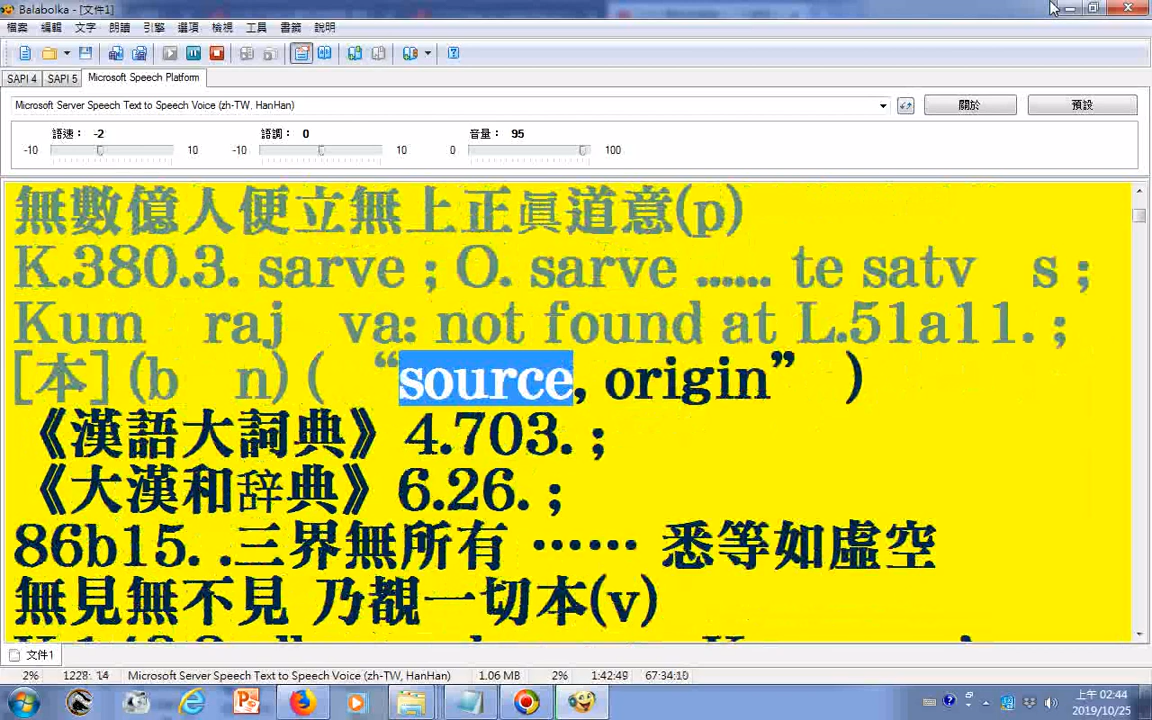 Balabolka - [文件1]
檔案 編輯 文字 朗讀 引擎 選項 檢視 工具 書籤 說明
SAPI 4 SAPI 5 Microsoft Speech Platform
Microsoft Server Speech Text to Speech Voice (zh-TW, HanHan) 關於 預設
語速： -2 語調： 0 音量： 95
-10 10 -10 10 0 100
無數億人便立無上正眞道意(p)
K.380.3. sarve ; O. sarve ...... te satv s ;
Kum raj va: not found at L.51a11. ;
[本] (b n) ( “source, origin” )
《漢語大詞典》 4.703. ;
《大漢和辞典》 6.26. ;
86b15. .三界無所有 ⋯⋯ 悉等如虛空
無見無不見 乃觀一切本(v)
文件1
2% 1228: 14 Microsoft Server Speech Text to Speech Voice (zh-TW, HanHan) 1.06 MB 2% 1:42:49 67:34:10
上午 02:44
2019/10/25